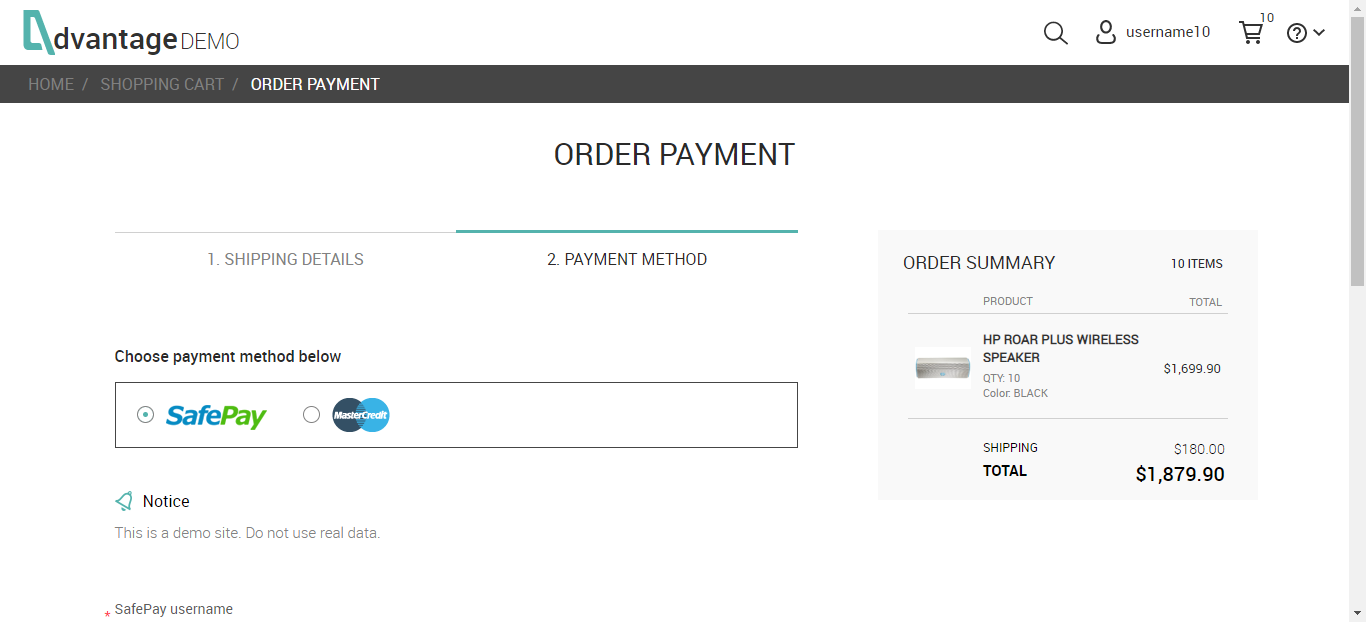 dvantage DEMO
username10
10
?
HOME / SHOPPING CART / ORDER PAYMENT
ORDER PAYMENT
1. SHIPPING DETAILS
2. PAYMENT METHOD
Choose payment method below
SafePay
MasterCredit
Notice
This is a demo site. Do not use real data.
* SafePay username
ORDER SUMMARY
10 ITEMS
PRODUCT
TOTAL
HP ROAR PLUS WIRELESS
SPEAKER
QTY: 10
Color: BLACK
$1,699.90
SHIPPING
$180.00
TOTAL
$1,879.90